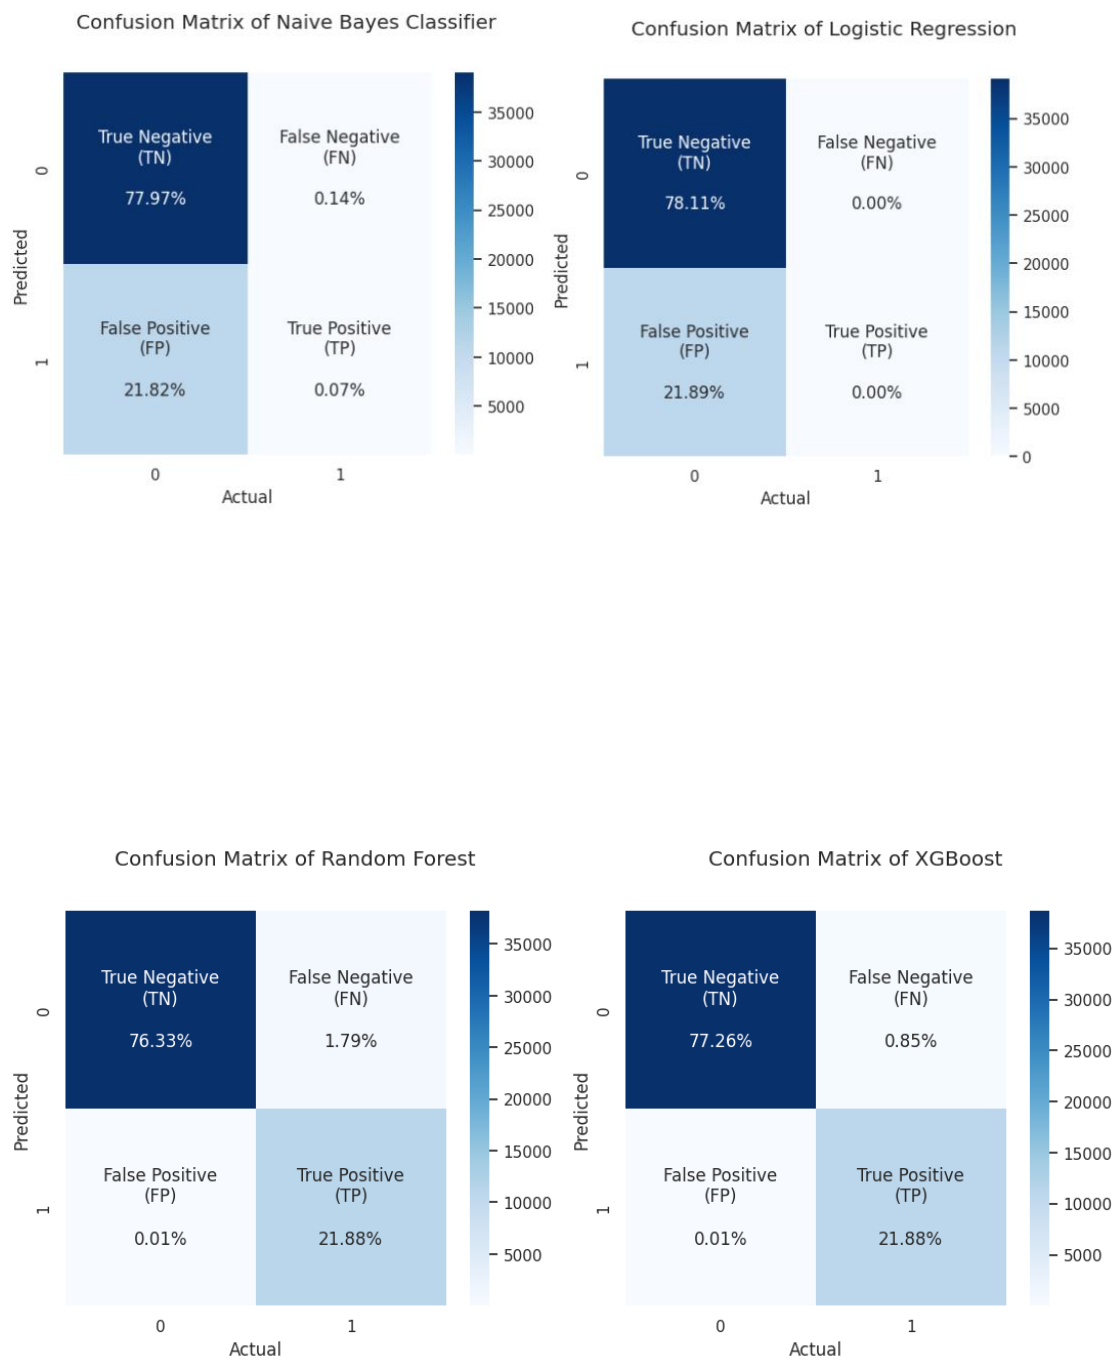 Confusion Matrix of Naive Bayes Classifier
True Negative
(TN)
77.97%
False Negative
(FN)
0.14%
False Positive
(FP)
21.82%
True Positive
(TP)
0.07%
0
1
Predicted
0
1
Actual
35000
30000
25000
20000
15000
10000
5000
Confusion Matrix of Logistic Regression
True Negative
(TN)
78.11%
False Negative
(FN)
0.00%
False Positive
(FP)
21.89%
True Positive
(TP)
0.00%
0
1
Predicted
0
1
Actual
35000
30000
25000
20000
15000
10000
5000
0
Confusion Matrix of Random Forest
True Negative
(TN)
76.33%
False Negative
(FN)
1.79%
False Positive
(FP)
0.01%
True Positive
(TP)
21.88%
0
1
Predicted
0
1
Actual
35000
30000
25000
20000
15000
10000
5000
Confusion Matrix of XGBoost
True Negative
(TN)
77.26%
False Negative
(FN)
0.85%
False Positive
(FP)
0.01%
True Positive
(TP)
21.88%
0
1
Predicted
0
1
Actual
35000
30000
25000
20000
15000
10000
5000